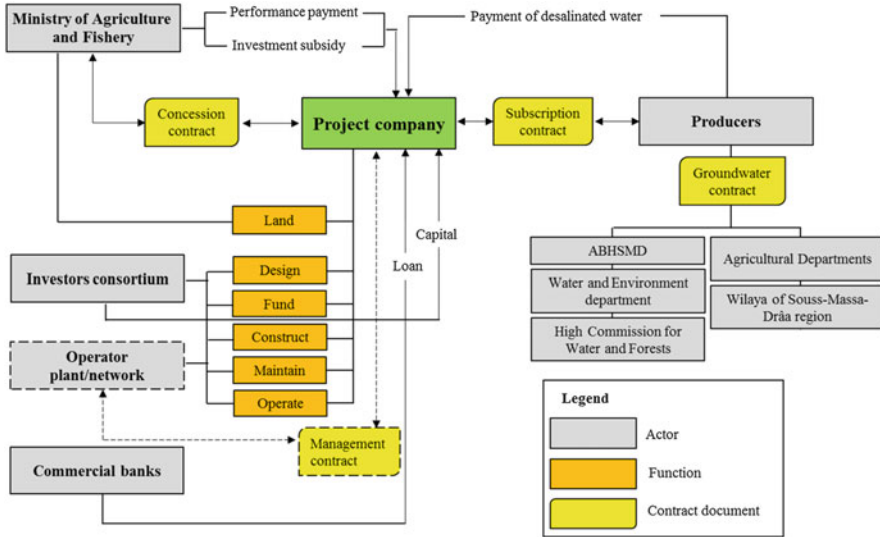 Ministry of Agriculture
and Fishery
Performance payment
Investment subsidy
Payment of desalinated water
Concession
contract
Project company
Subscription
contract
Producers
Groundwater
contract
Land
Capital
Loan
ABHSMD
Agricultural Departments
Water and Environment
department
Wilaya of Souss-Massa-
Drâa region
High Commission for
Water and Forests
Investors consortium
Design
Fund
Construct
Operator
plant/network
Maintain
Operate
Management
contract
Commercial banks
Legend
Actor
Function
Contract document